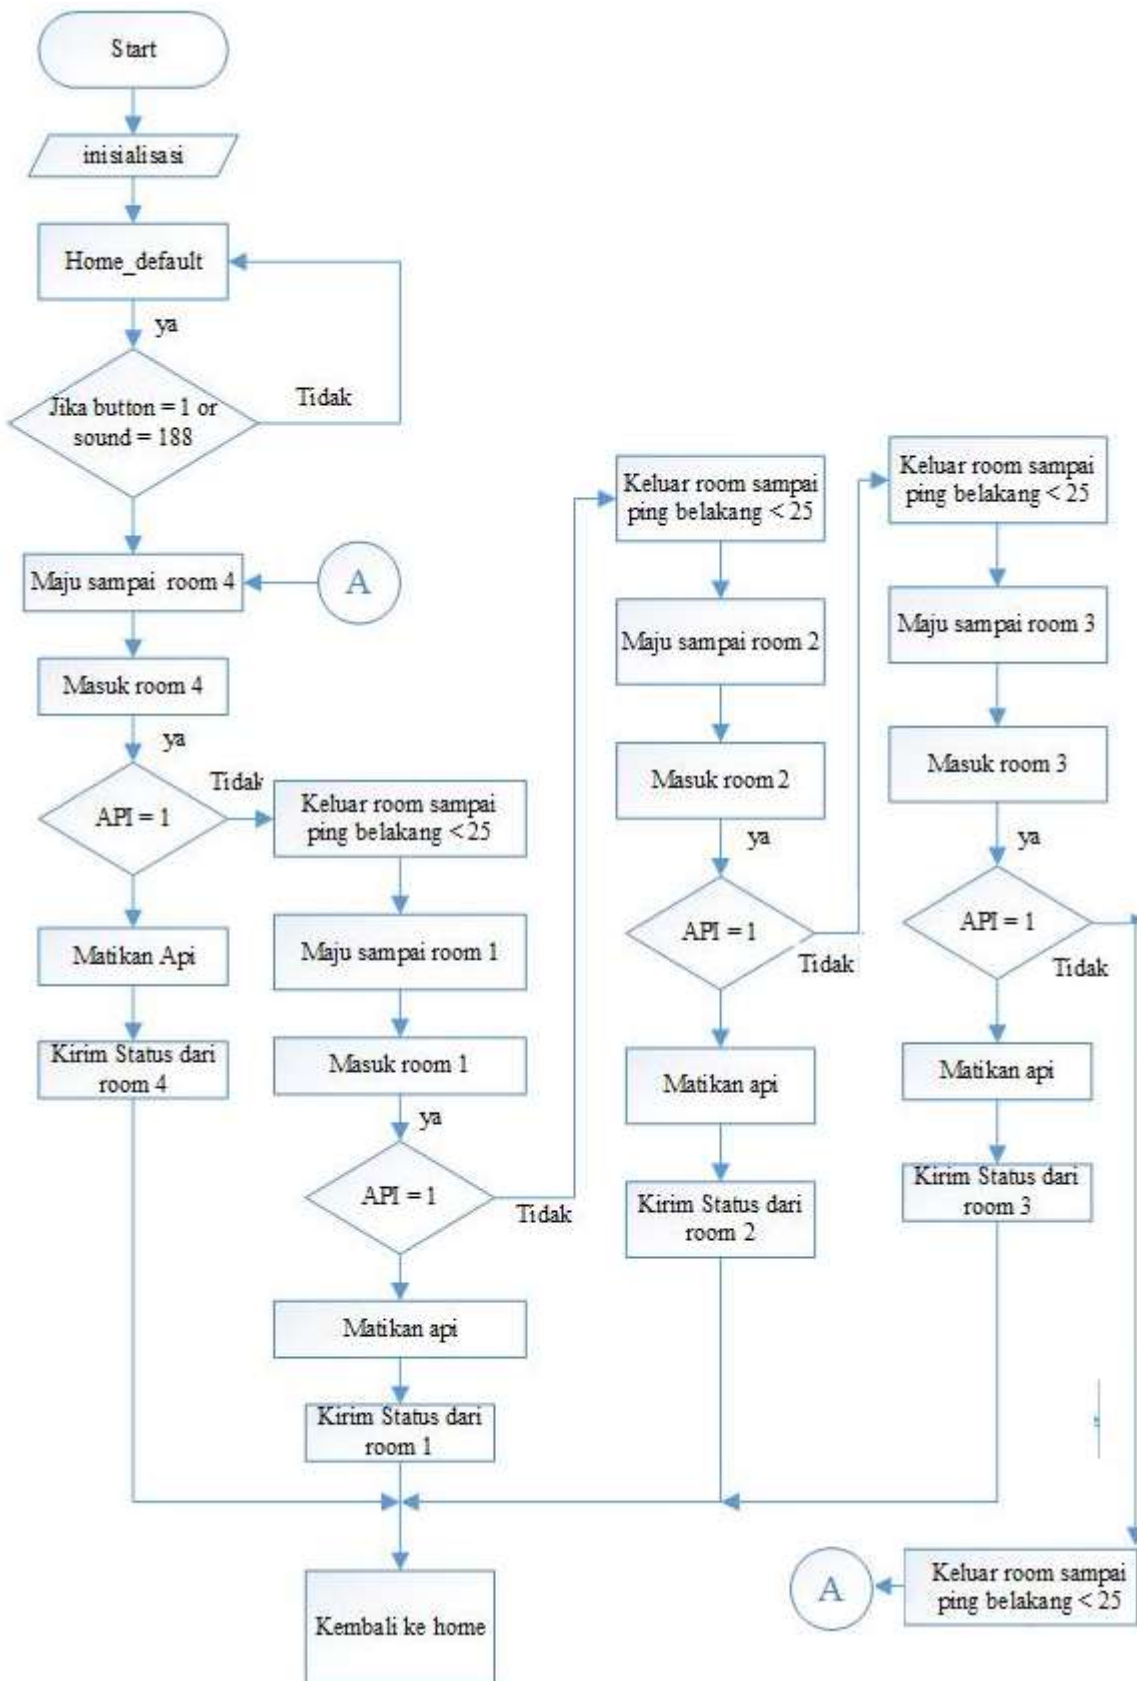 Start
inisialisasi
Home_default
ya
Jika button = 1 or
sound = 188
Tidak
Maju sampai room 4
A
Masuk room 4
ya
API = 1
Tidak
Matikan Api
Kirim Status dari
room 4
Keluar room sampai
ping belakang < 25
Maju sampai room 1
Masuk room 1
ya
API = 1
Tidak
Matikan api
Kirim Status dari
room 1
Keluar room sampai
ping belakang < 25
Maju sampai room 2
Masuk room 2
ya
API = 1
Tidak
Matikan api
Kirim Status dari
room 2
Keluar room sampai
ping belakang < 25
Maju sampai room 3
Masuk room 3
ya
API = 1
Tidak
Matikan api
Kirim Status dari
room 3
Keluar room sampai
ping belakang < 25
A
Kembali ke home